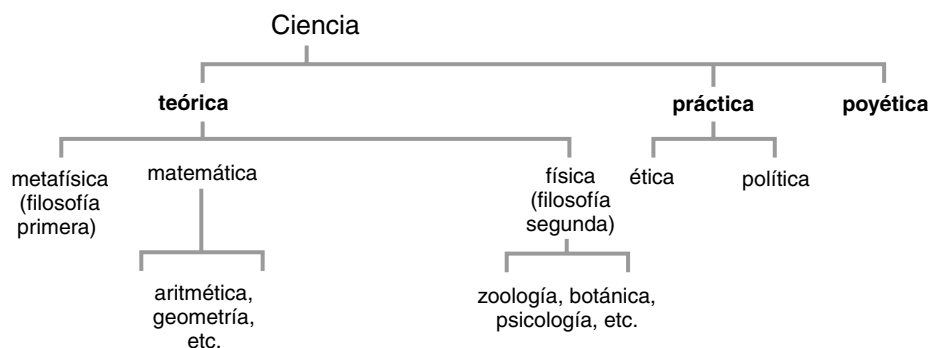 Ciencia
teórica
práctica
poyética
metafísica
(filosofía
primera)
matemática
física
(filosofía
segunda)
ética
política
aritmética,
geometría,
etc.
zoología, botánica,
psicología, etc.